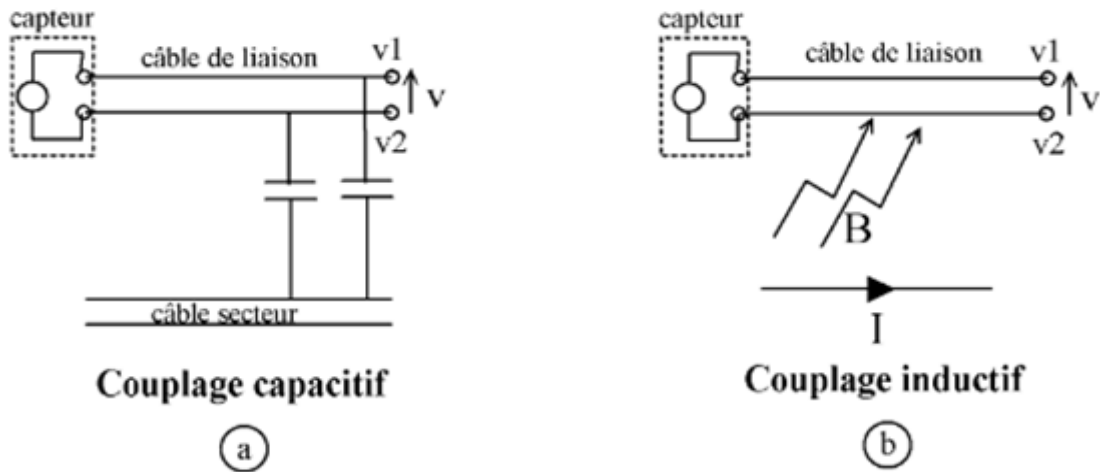 capteur
câble de liaison
v1
v
v2
câble secteur
Couplage capacitif
a
capteur
câble de liaison
v1
v
v2
B
I
Couplage inductif
b